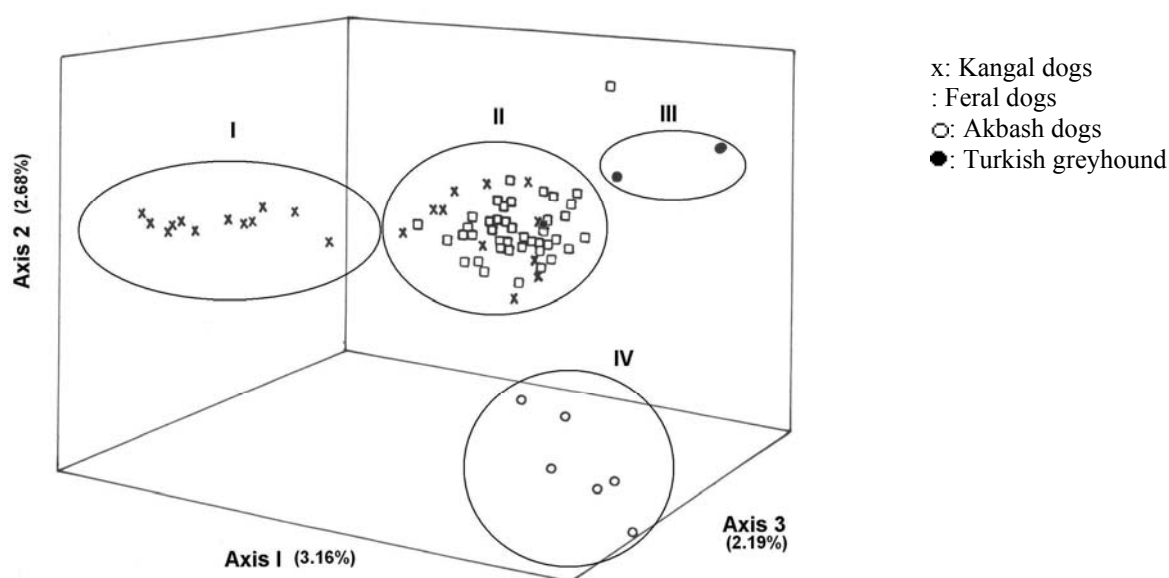 I
II
III
IV
Axis 2 (2.68%)
Axis I (3.16%)
Axis 3
(2.19%)
x: Kangal dogs
: Feral dogs
○: Akbash dogs
●: Turkish greyhound